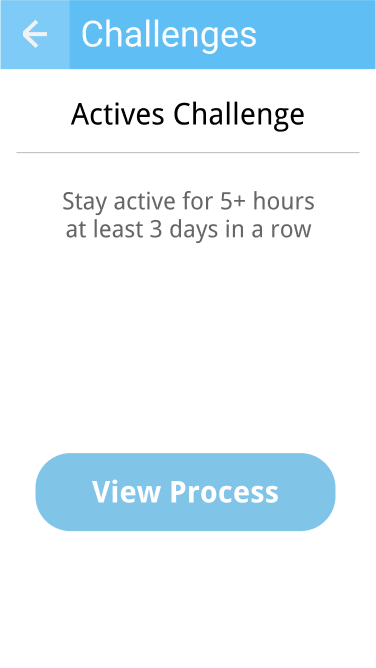 Challenges
Actives Challenge
Stay active for 5+ hours
at least 3 days in a row
View Process